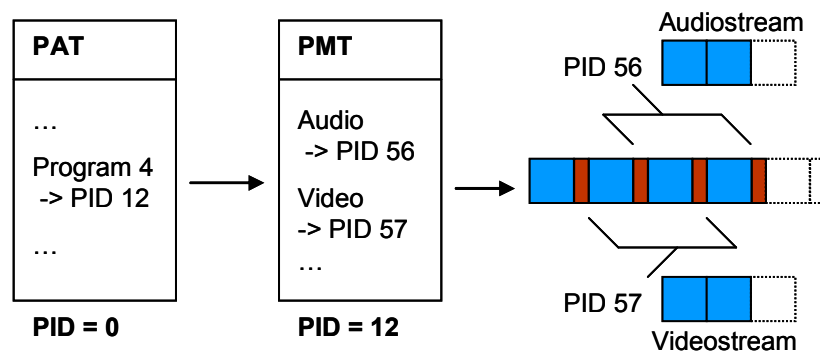 PAT
…
Program 4
-> PID 12
…
PID = 0
PMT
Audio
-> PID 56
Video
-> PID 57
…
PID = 12
Audiostream
PID 56
PID 57
Videostream